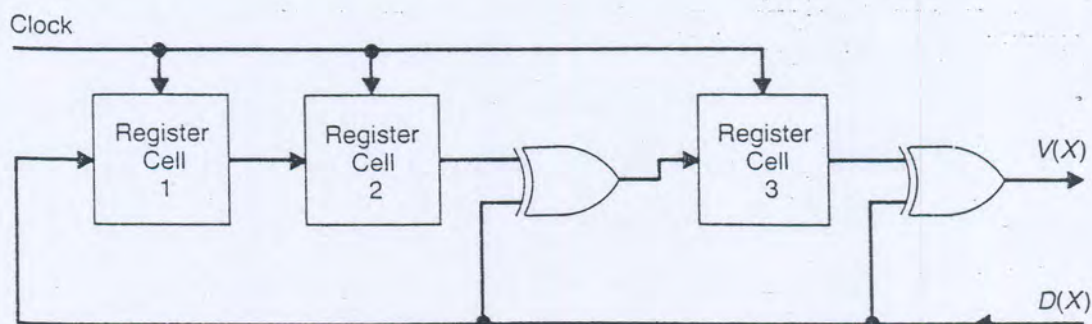 Clock
Register
Cell
1
Register
Cell
2
Register
Cell
3
V(X)
D(X)